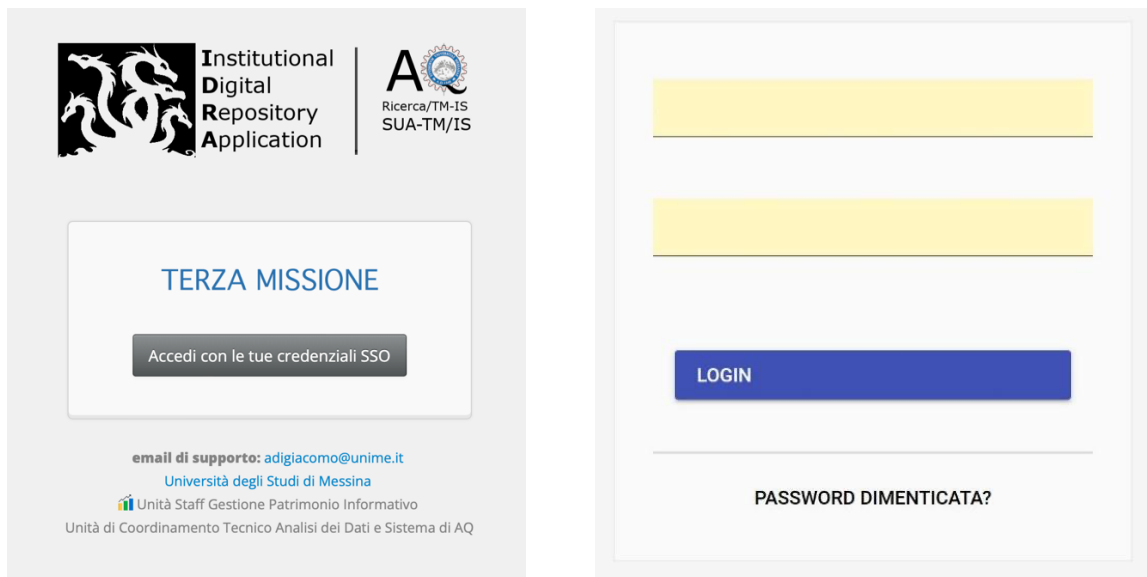 Institutional
Digital
Repository
Application
AQ
Ricerca/TM-IS
SUA-TM/IS
TERZA MISSIONE
Accedi con le tue credenziali SSO
email di supporto: adigiacomo@unime.it
Università degli Studi di Messina
Unità Staff Gestione Patrimonio Informativo
Unità di Coordinamento Tecnico Analisi dei Dati e Sistema di AQ
LOGIN
PASSWORD DIMENTICATA?